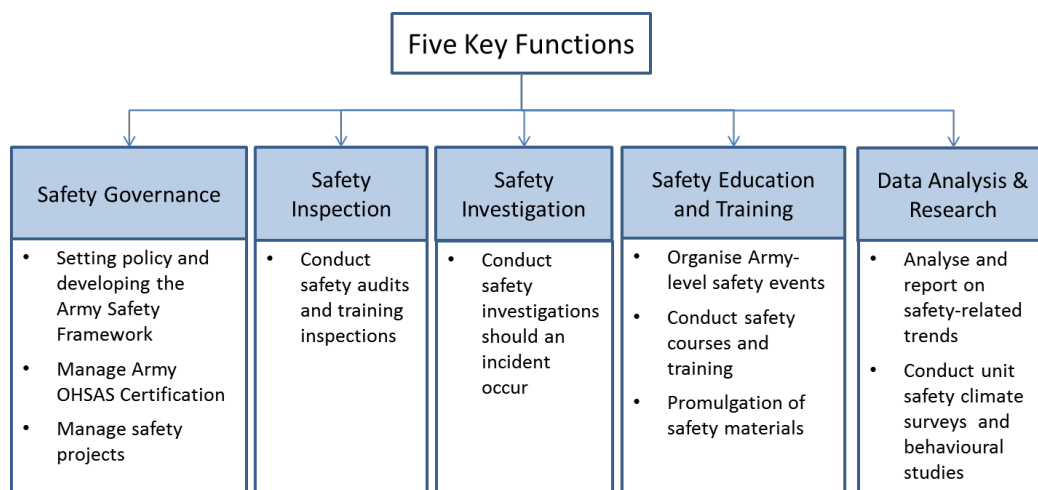 Five Key Functions
Safety Governance
• Setting policy and
developing the
Army Safety
Framework
• Manage Army
OHSAS Certification
• Manage safety
projects
Safety
Inspection
• Conduct
safety audits
and training
inspections
Safety
Investigation
• Conduct
safety
investigations
should an
incident
occur
Safety Education
and Training
• Organise Army-
level safety events
• Conduct safety
courses and
training
• Promulgation of
safety materials
Data Analysis &
Research
• Analyse and
report on
safety-related
trends
• Conduct unit
safety climate
surveys and
behavioural
studies